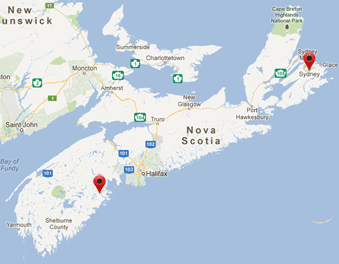 New
unswick
Cape Breton
Highlands
National Park
Summerside
Charlottetown
Moncton
Sydney
Glace
Sydney
Amherst
New
Glasgow
Port
Hawkesbury
Truro
Nova
Scotia
Saint John
102
101
Bay of
Fundy
103
Halifax
101
Yarmouth
Shelburne
County